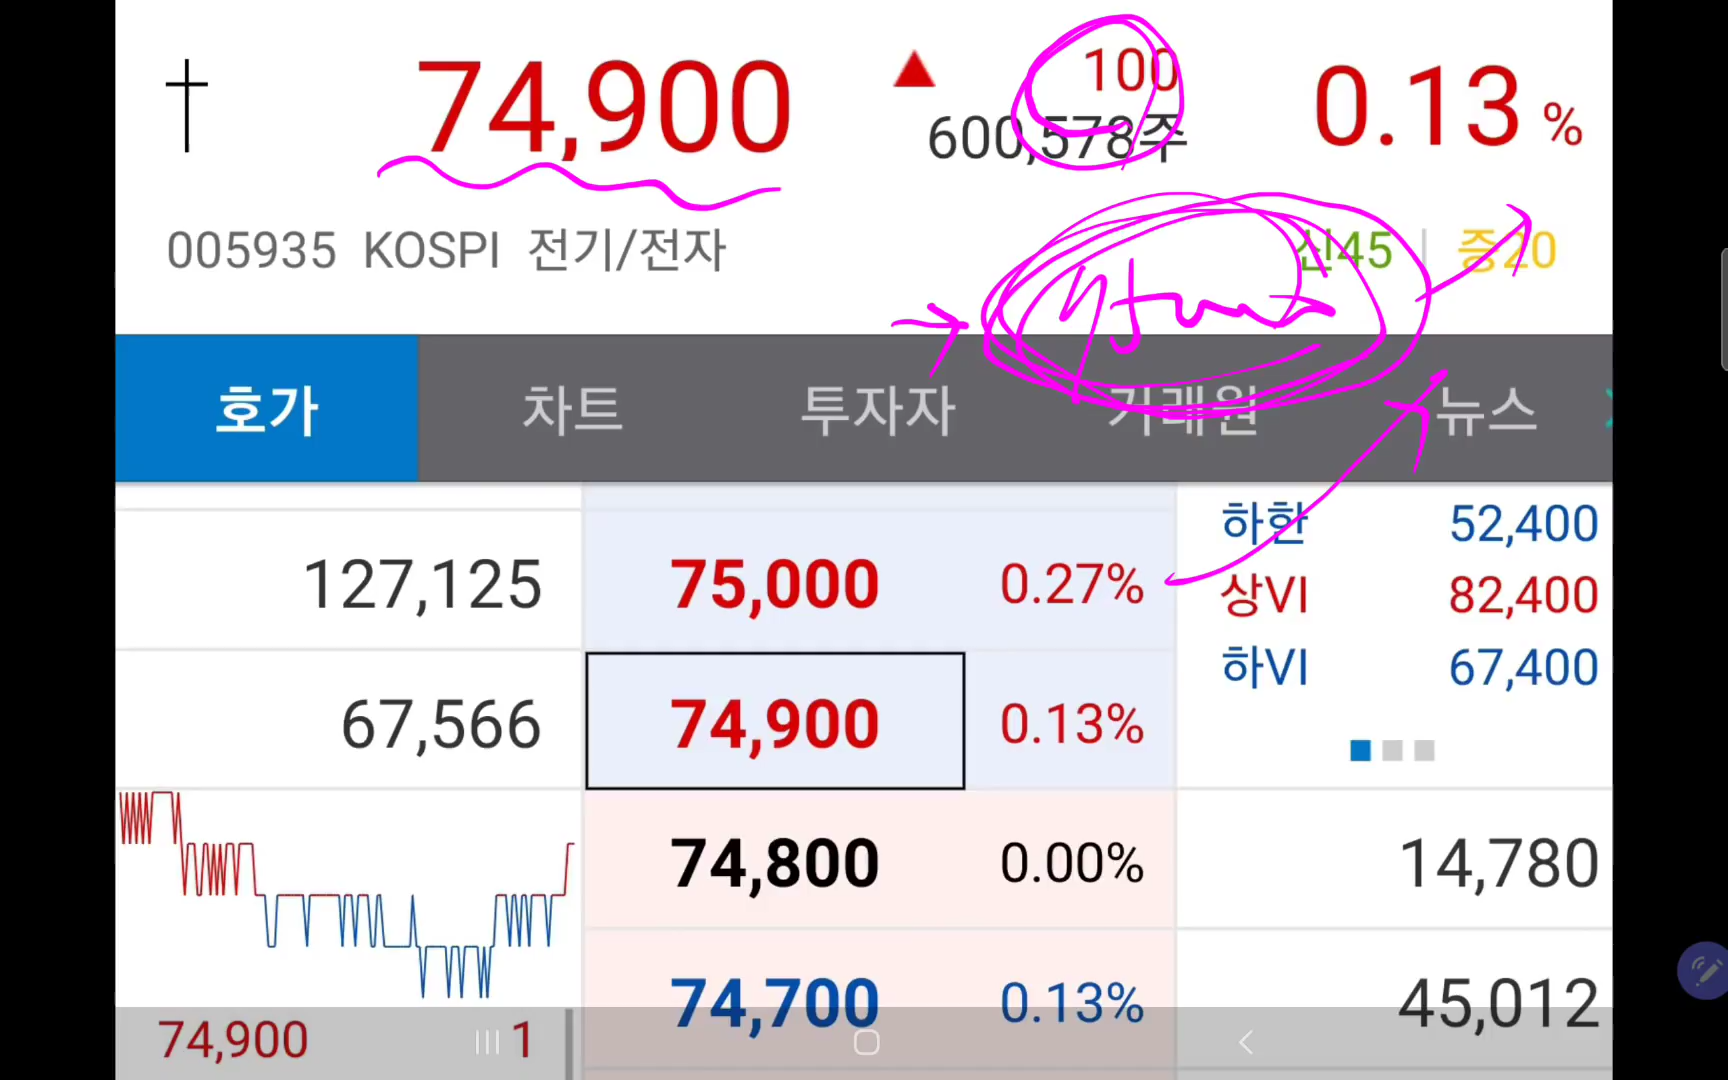 74,900 ▲ 100 0.13 %
600,578주
005935 KOSPI 전기/전자 신45 증20
호가 차트 투자자 거래원 뉴스
하한 52,400
127,125 75,000 0.27% 상VI 82,400
하VI 67,400
67,566 74,900 0.13%
74,800 0.00% 14,780
74,700 0.13% 45,012
74,900 1